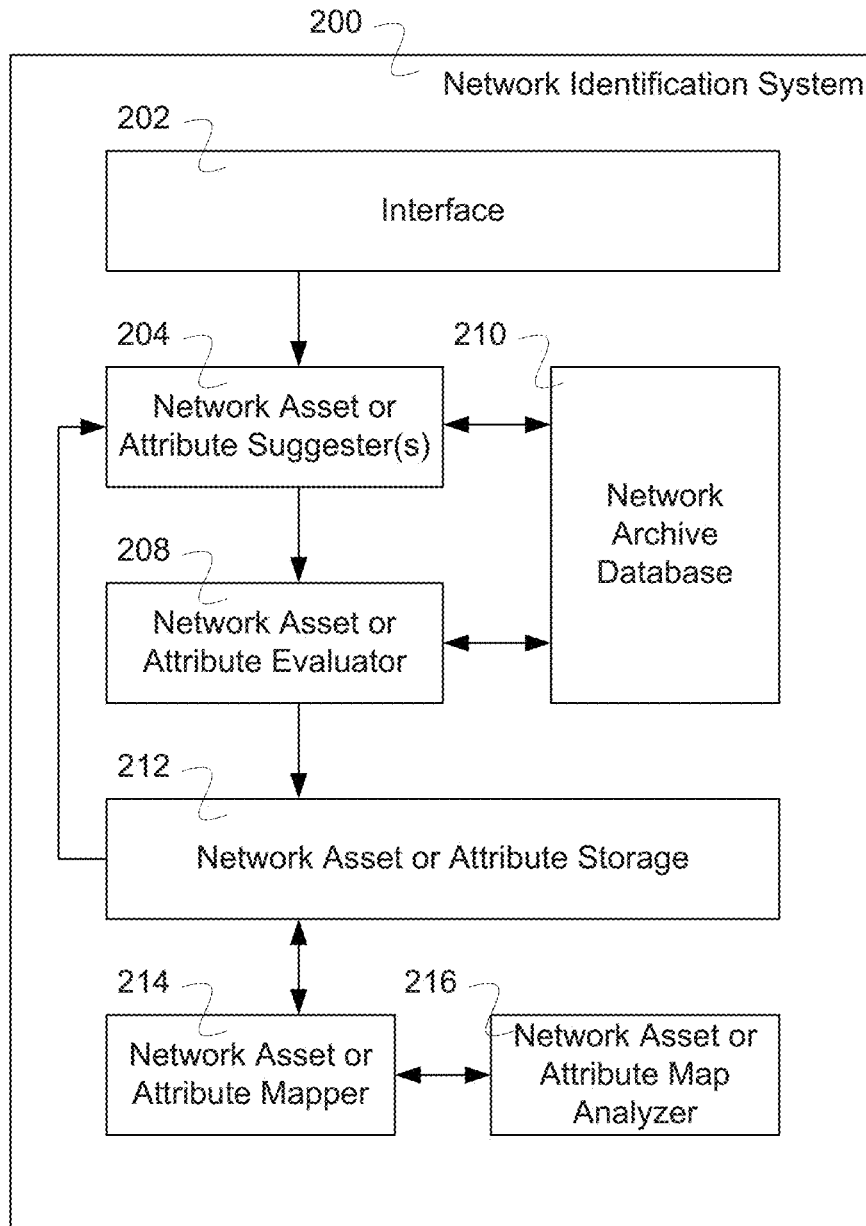 200
Network Identification System
202
Interface
204
210
Network Asset or
Attribute Suggester(s)
Network
Archive
Database
208
Network Asset or
Attribute Evaluator
212
Network Asset or Attribute Storage
214
216
Network Asset or
Attribute Mapper
Network Asset or
Attribute Map
Analyzer